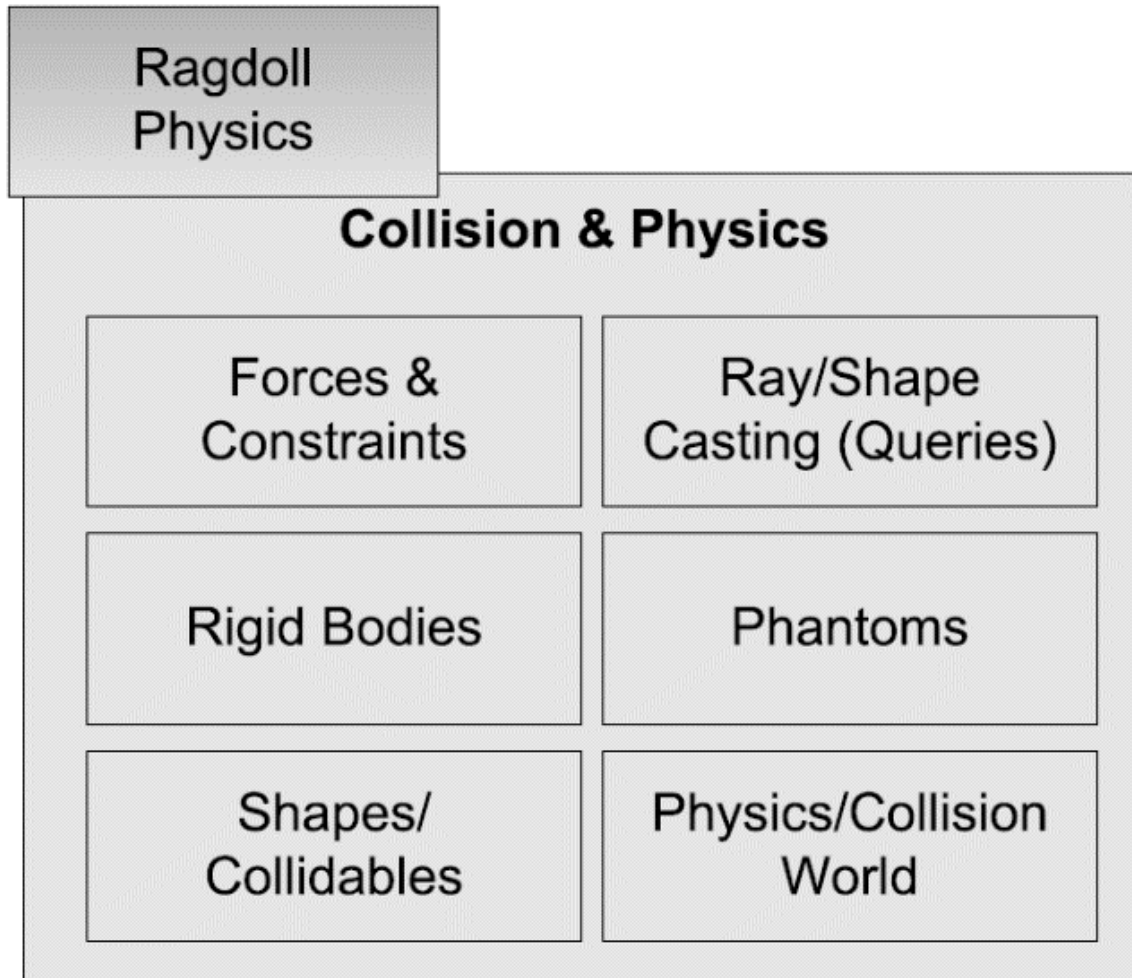 Ragdoll
Physics
Collision & Physics
Forces &
Constraints
Ray/Shape
Casting (Queries)
Rigid Bodies
Phantoms
Shapes/
Collidables
Physics/Collision
World